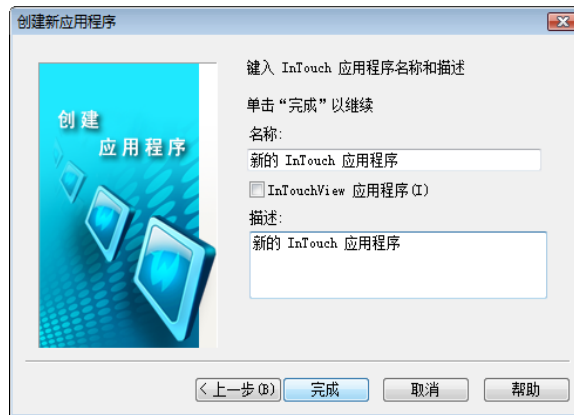 创建新应用程序
创建
应用程序
键入 InTouch 应用程序名称和描述
单击“完成”以继续
名称:
新的 InTouch 应用程序
InTouchView 应用程序(I)
描述:
新的 InTouch 应用程序
< 上一步(B) 完成 取消 帮助